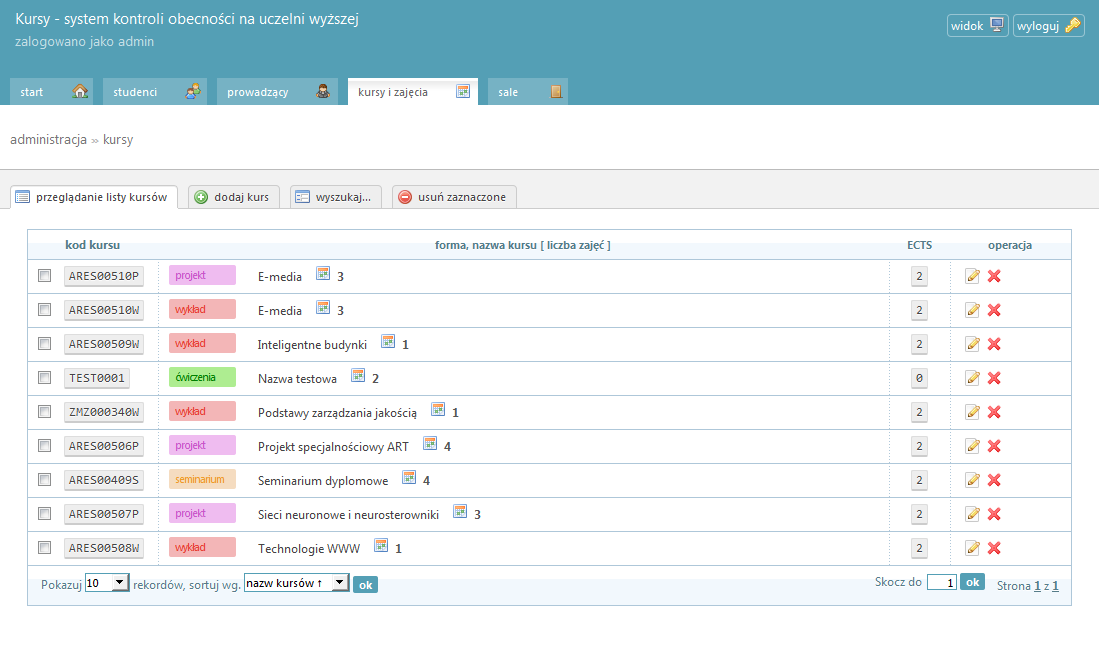 Kursy - system kontroli obecności na uczelni wyższej
zalogowano jako admin
widok wyloguj
start studenci prowadzący kursy i zajęcia sale
administracja » kursy
przeglądanie listy kursów dodaj kurs wyszukaj... usuń zaznaczone
kod kursu forma, nazwa kursu [ liczba zajęć ] ECTS operacja
ARES00510P projekt E-media 3 2
ARES00510W wykład E-media 3 2
ARES00509W wykład Inteligentne budynki 1 2
TEST0001 ćwiczenia Nazwa testowa 2 0
ZMZ000340W wykład Podstawy zarządzania jakością 1 2
ARES00506P projekt Projekt specjalnościowy ART 4 2
ARES00409S seminarium Seminarium dyplomowe 4 2
ARES00507P projekt Sieci neuronowe i neurosterowniki 3 2
ARES00508W wykład Technologie WWW 1 2
Pokazuj 10 rekordów, sortuj wg. nazw kursów ↑ ok Skocz do 1 ok Strona 1 z 1